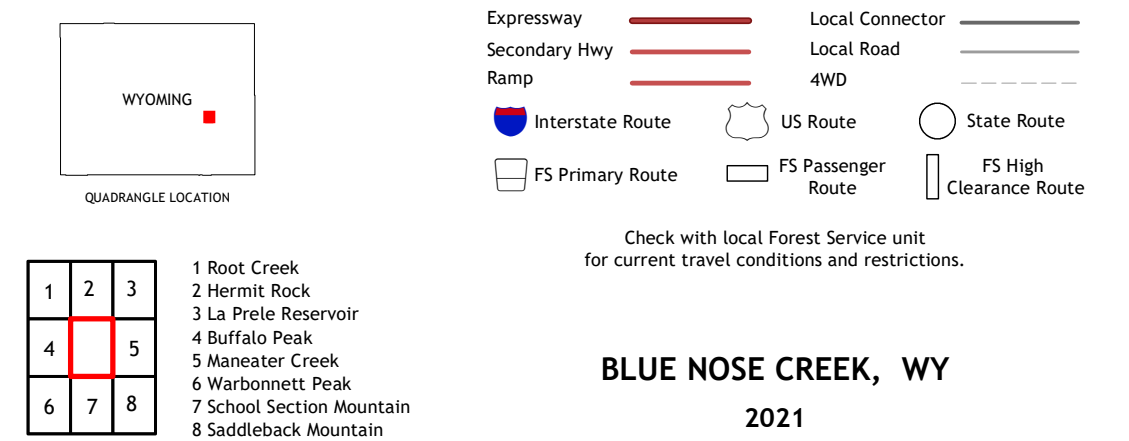 WYOMING
QUADRANGLE LOCATION
Expressway
Local Connector
Secondary Hwy
Local Road
Ramp
4WD
Interstate Route
US Route
State Route
FS Primary Route
FS Passenger
Route
FS High
Clearance Route
Check with local Forest Service unit
for current travel conditions and restrictions.
1 2 3
4 5
6 7 8
1 Root Creek
2 Hermit Rock
3 La Prele Reservoir
4 Buffalo Peak
5 Maneater Creek
6 Warbonnett Peak
7 School Section Mountain
8 Saddleback Mountain
BLUE NOSE CREEK, WY
2021